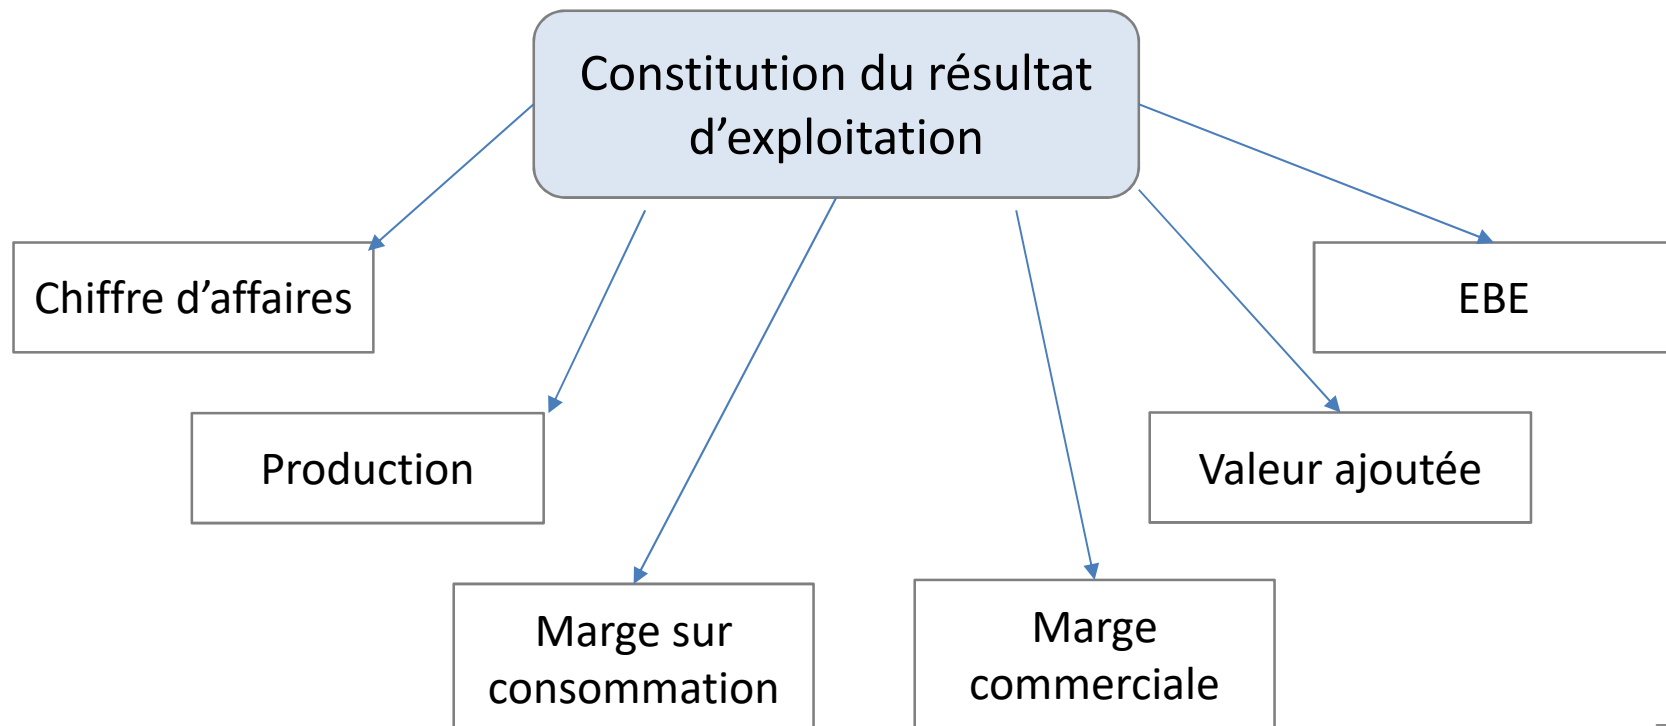 Constitution du résultat
d’exploitation
Chiffre d’affaires
EBE
Production
Valeur ajoutée
Marge sur
consommation
Marge
commerciale